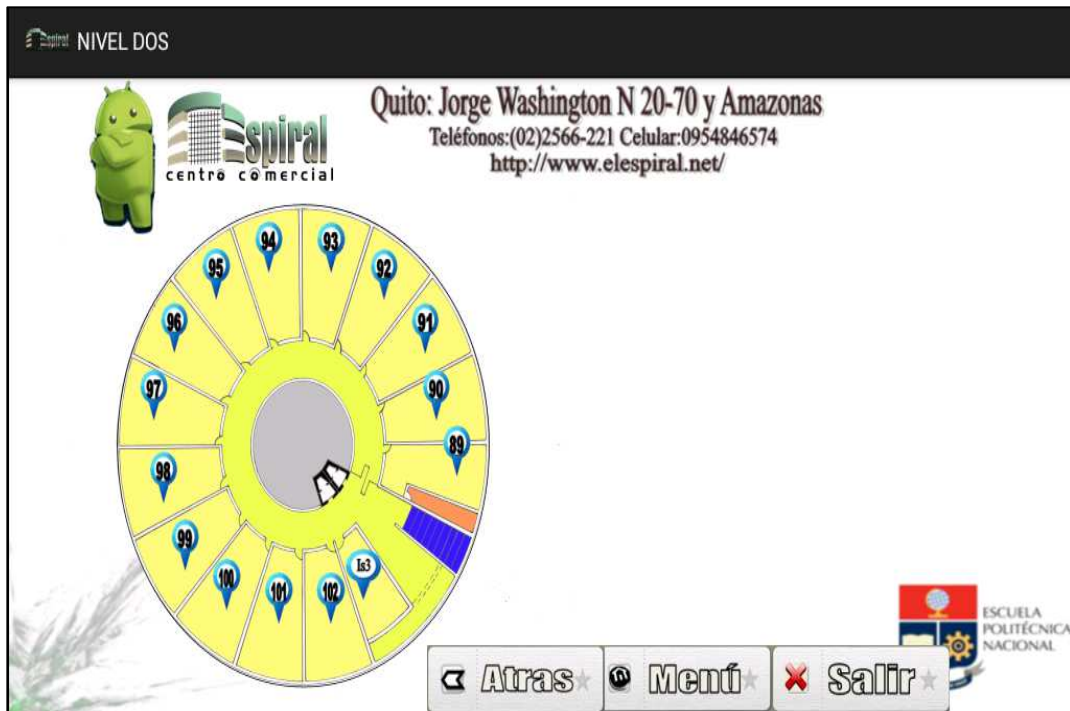 Espiral NIVEL DOS
Quito: Jorge Washington N 20-70 y Amazonas
Teléfonos:(02)2566-221 Celular:0954846574
http://www.elespiral.net/
Espiral
centro comercial
94
93
95
92
96
91
97
90
89
98
99
Is3
100
101
102
ESCUELA
POLITÉCNICA
NACIONAL
Atras
Menú
Salir